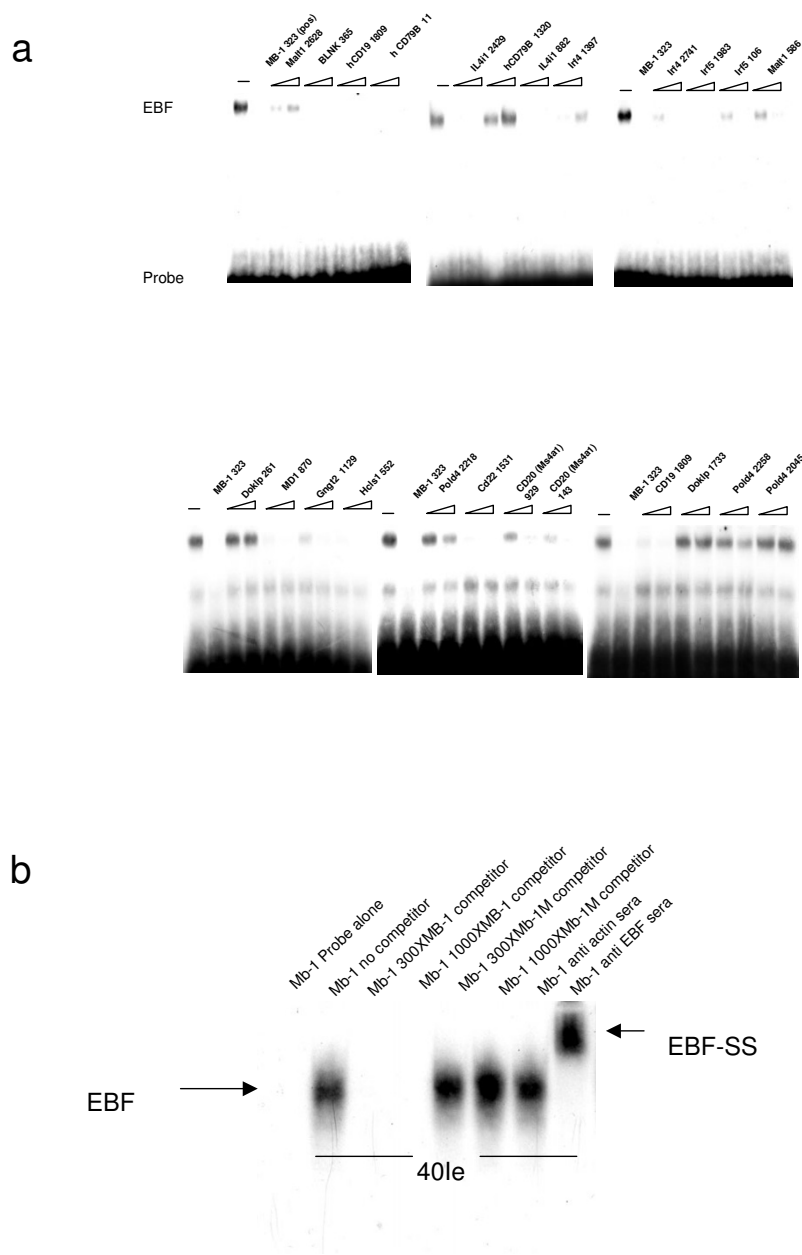 a
MB-1 323 (pos)
Malt1 2628
BLNK 365
hCD19 1809
h CD79B 11
–
IL4i1 2429
hCD79B 1320
IL4i1 882
Irf4 1397
–
MB-1 323
Irf4 2741
Irf5 1983
Irf5 106
Malt1 586
–
EBF
Probe
MB-1 323
Doklp 261
MD1 870
Gngt2 1129
Hcls1 552
–
MB-1 323
Pold4 2218
Cd22 1531
CD20 (Ms4a1)
929
CD20 (Ms4a1)
143
–
MB-1 323
CD19 1809
Doklp 1733
Pold4 2258
Pold4 2045
–
b
Mb-1 Probe alone
Mb-1 no competitor
Mb-1 300XMB-1 competitor
Mb-1 1000XMB-1 competitor
Mb-1 300XMb-1M competitor
Mb-1 1000XMb-1M competitor
Mb-1 anti actin sera
Mb-1 anti EBF sera
EBF-SS
EBF
40le